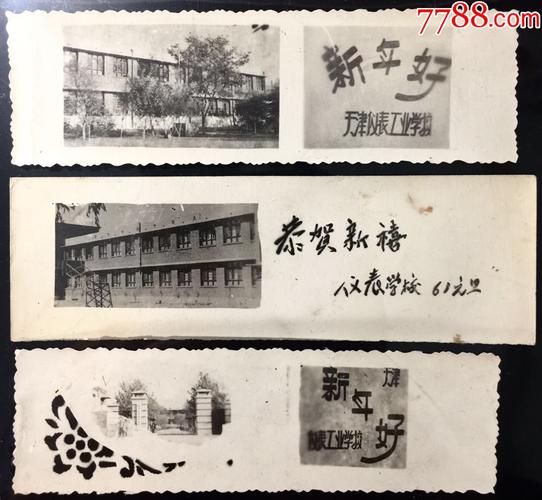 7788.com
新年好
天津仪表工业学校
恭贺新禧
仪表学校 61元旦
新年好
天津
仪表工业学校